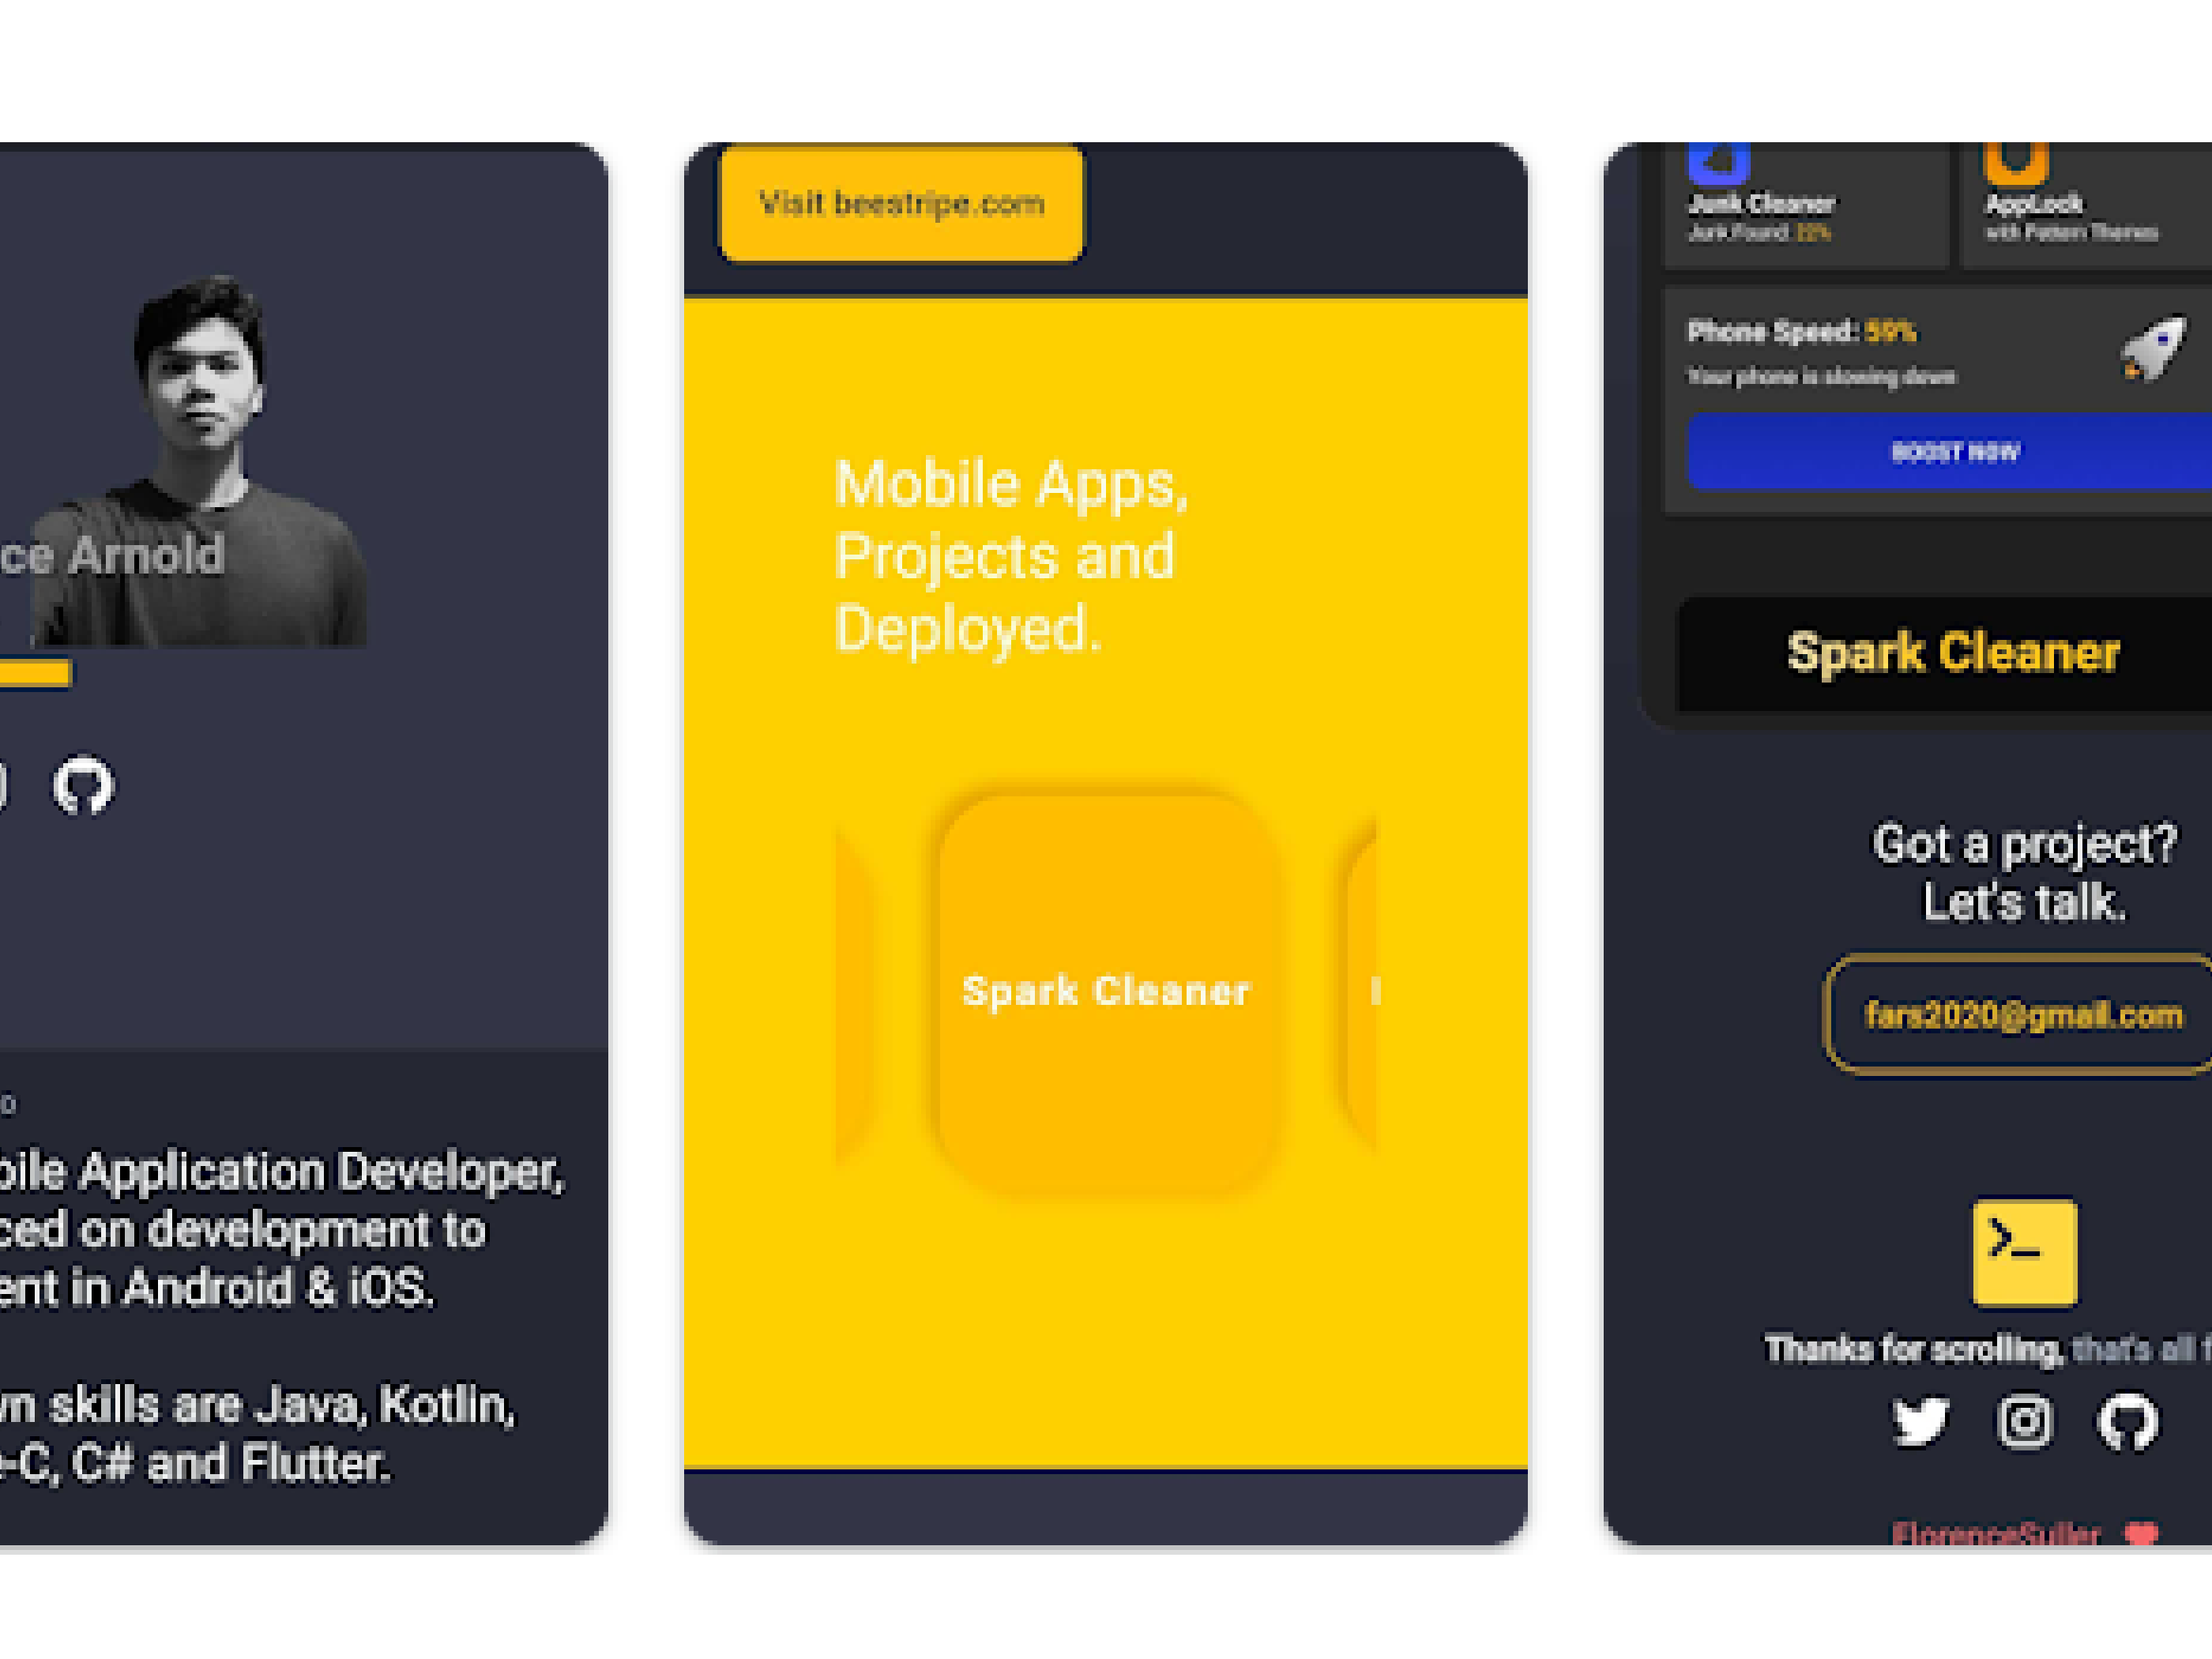 ce Arnold
o
bile Application Developer,
ced on development to
ent in Android & iOS.
wn skills are Java, Kotlin,
e-C, C# and Flutter.
Visit beestripe.com
Mobile Apps,
Projects and
Deployed.
Spark Cleaner
Junk Cleaner
Junk Found: 22%
AppLock
with Pattern Themes
Phone Speed: 50%
Your phone is slowing down
BOOST NOW
Spark Cleaner
Got a project?
Let's talk.
fars2020@gmail.com
>_
Thanks for scrolling, that's all f
FlorenceSuller